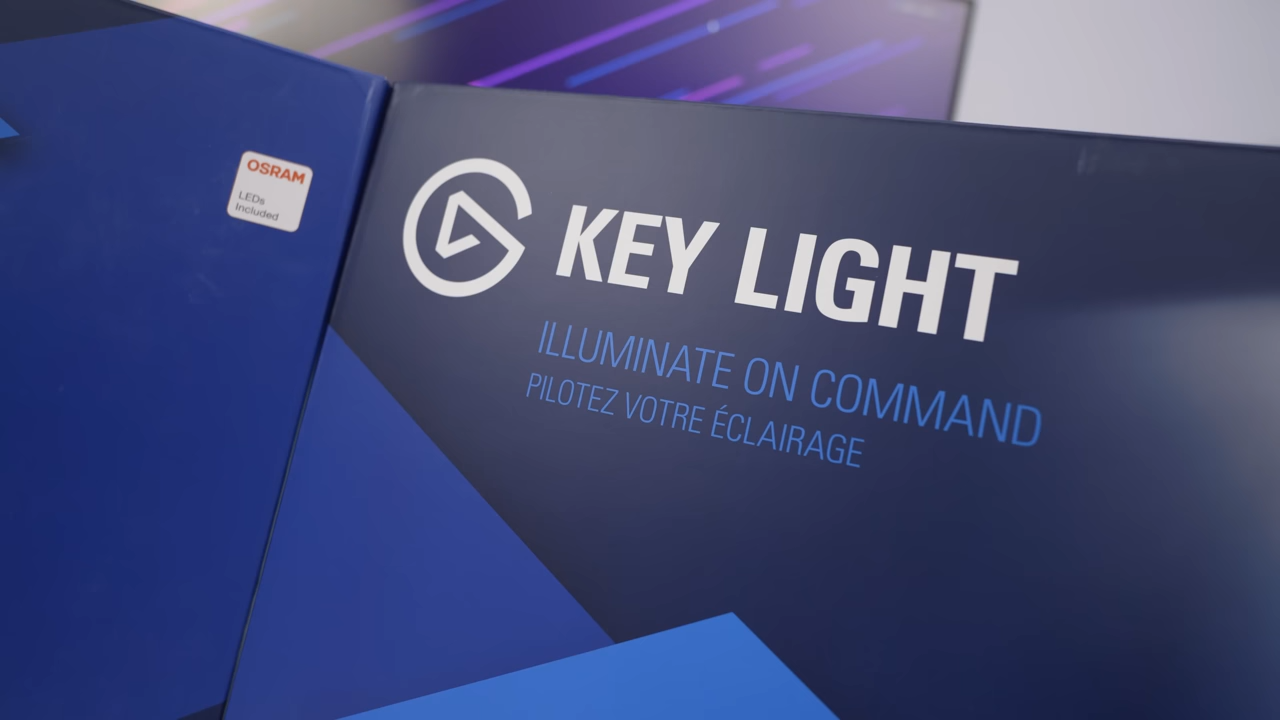 OSRAM
LEDs
Included
KEY LIGHT
ILLUMINATE ON COMMAND
PILOTEZ VOTRE ÉCLAIRAGE